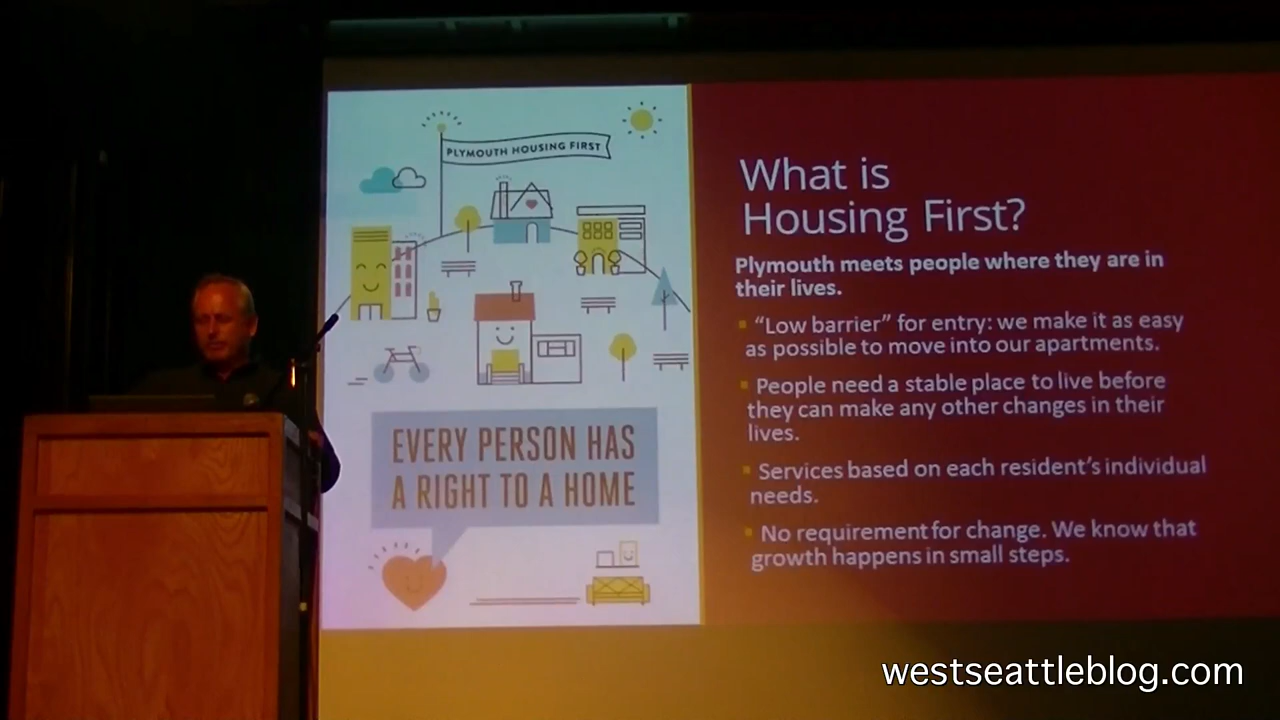 PLYMOUTH HOUSING FIRST
EVERY PERSON HAS
A RIGHT TO A HOME
What is
Housing First?
Plymouth meets people where they are in
their lives.
▪ “Low barrier” for entry: we make it as easy
as possible to move into our apartments.
▪ People need a stable place to live before
they can make any other changes in their
lives.
▪ Services based on each resident’s individual
needs.
▪ No requirement for change. We know that
growth happens in small steps.
westseattleblog.com